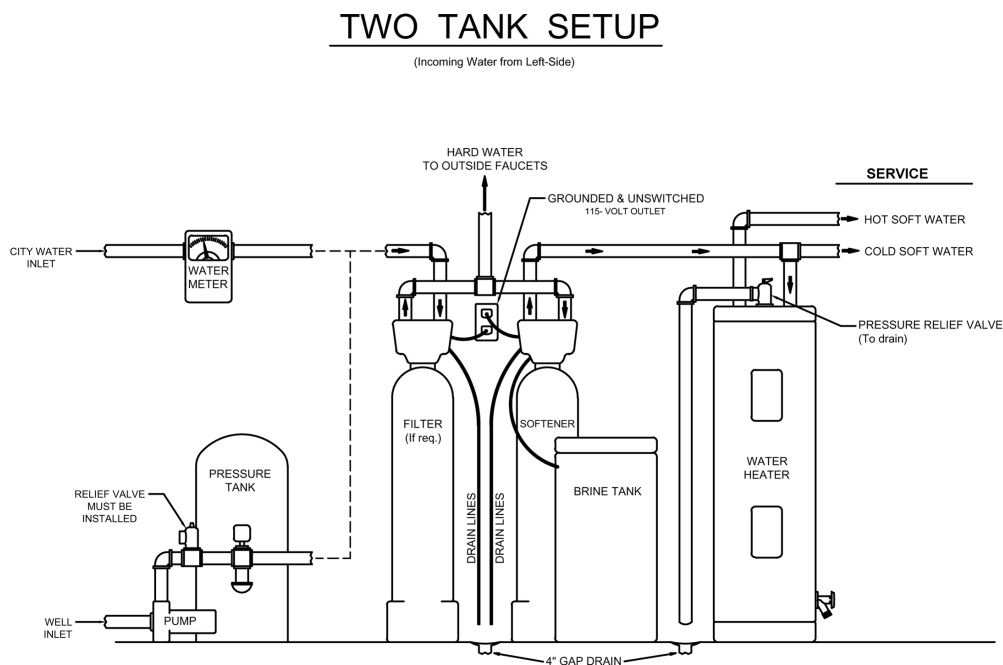 TWO TANK SETUP
(Incoming Water from Left-Side)
HARD WATER
TO OUTSIDE FAUCETS
SERVICE
GROUNDED & UNSWITCHED
115- VOLT OUTLET
HOT SOFT WATER
CITY WATER
INLET
COLD SOFT WATER
WATER
METER
PRESSURE RELIEF VALVE
(To drain)
FILTER
(If req.)
SOFTENER
PRESSURE
TANK
WATER
HEATER
BRINE TANK
RELIEF VALVE
MUST BE
INSTALLED
DRAIN LINES
DRAIN LINES
WELL
INLET
PUMP
4" GAP DRAIN